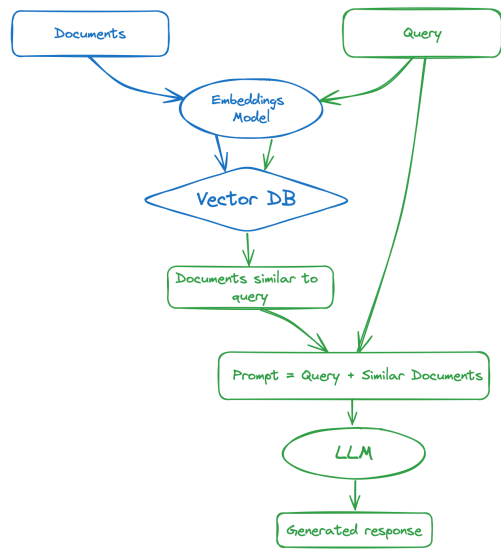 Documents
Query
Embeddings
Model
Vector DB
Documents similar to
query
Prompt = Query + Similar Documents
LLM
Generated response